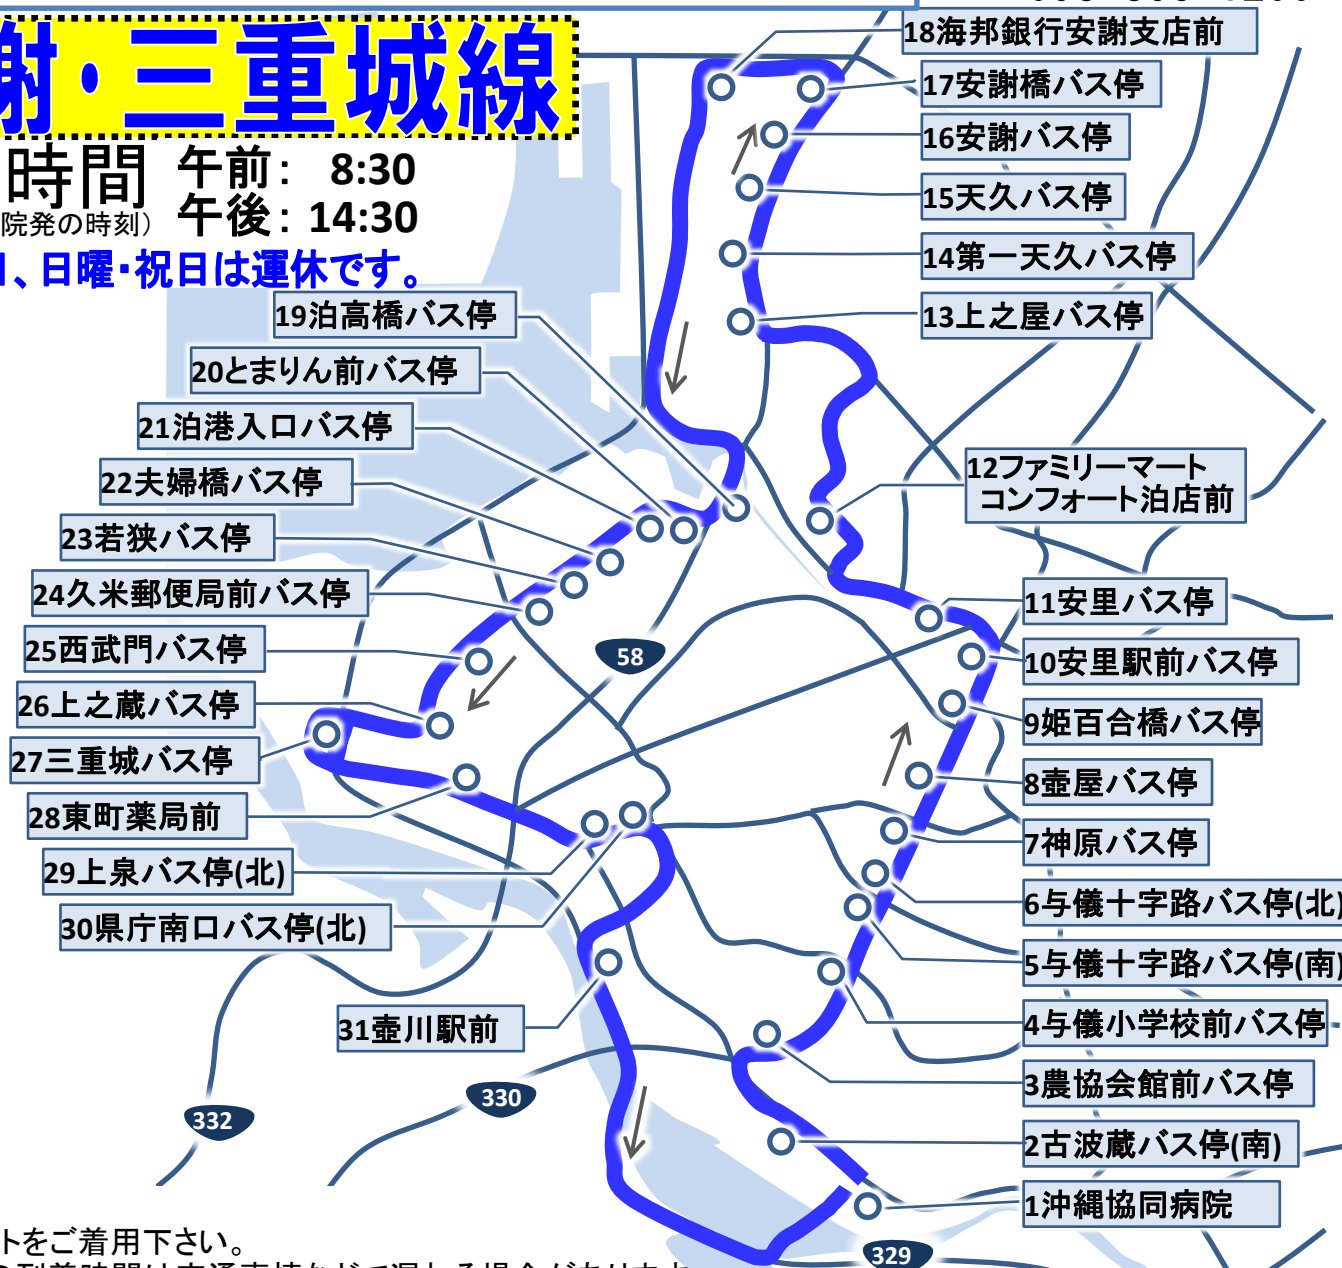 謝・三重城線
時間 午前： 8:30
院発の時刻） 午後： 14:30
、日曜・祝日は運休です。
18海邦銀行安謝支店前
17安謝橋バス停
16安謝バス停
15天久バス停
14第一天久バス停
13上之屋バス停
12ファミリーマート
コンフォート泊店前
11安里バス停
10安里駅前バス停
9姫百合橋バス停
8壺屋バス停
7神原バス停
6与儀十字路バス停(北)
5与儀十字路バス停(南)
4与儀小学校前バス停
3農協会館前バス停
2古波蔵バス停(南)
1沖縄協同病院
19泊高橋バス停
20とまりん前バス停
21泊港入口バス停
22夫婦橋バス停
23若狭バス停
24久米郵便局前バス停
25西武門バス停
26上之蔵バス停
27三重城バス停
28東町薬局前
29上泉バス停(北)
30県庁南口バス停(北)
31壺川駅前
58
332
330
329
トをご着用下さい。